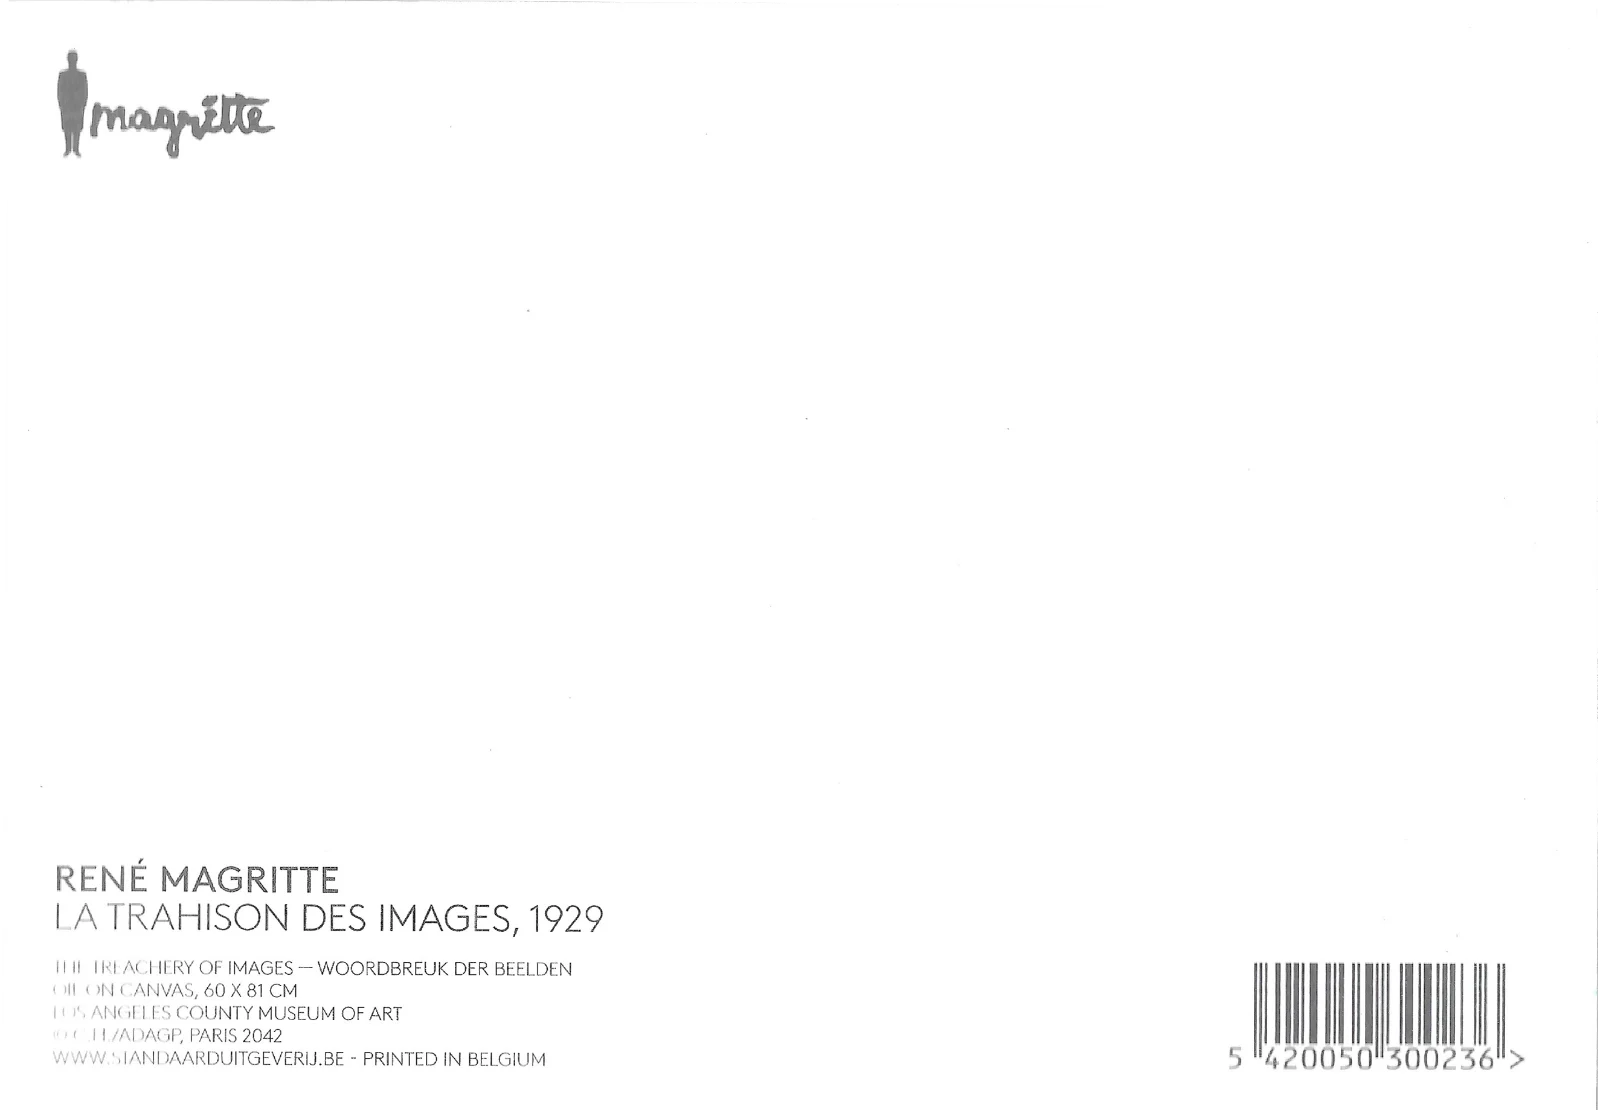 magritte
RENÉ MAGRITTE
LA TRAHISON DES IMAGES, 1929
THE TREACHERY OF IMAGES – WOORDBREUK DER BEELDEN
OIL ON CANVAS, 60 X 81 CM
LOS ANGELES COUNTY MUSEUM OF ART
/ADAGP, PARIS 2042
WWW.STANDAARDUITGEVERIJ.BE - PRINTED IN BELGIUM
5 420050 300236 >